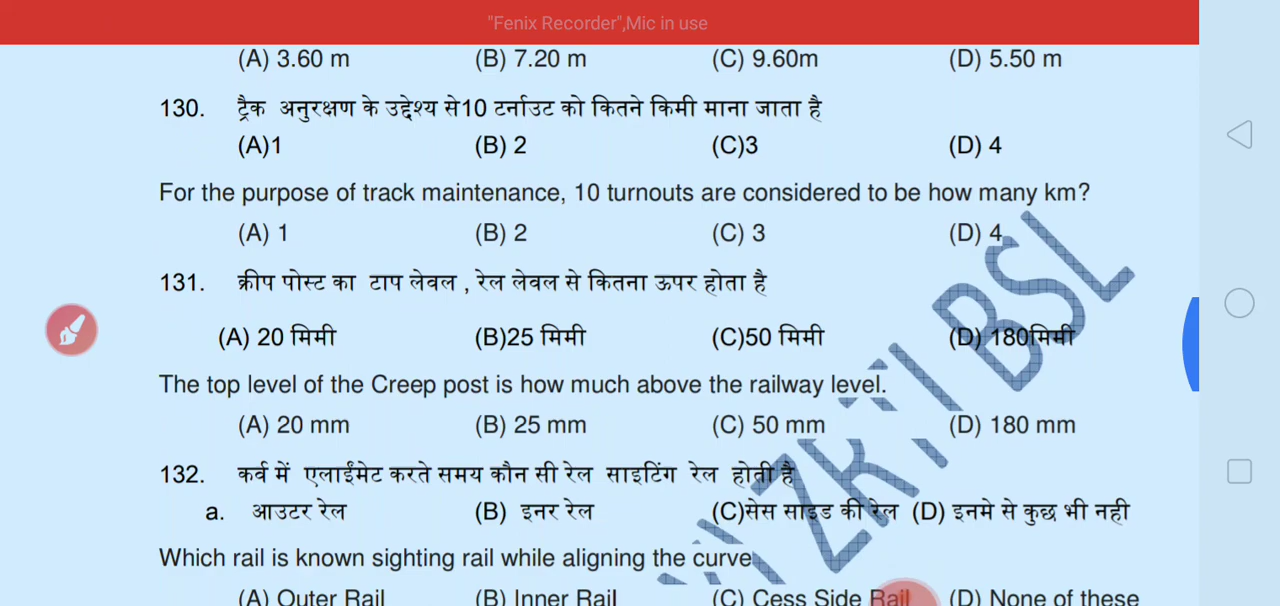 "Fenix Recorder",Mic in use
(A) 3.60 m (B) 7.20 m (C) 9.60m (D) 5.50 m
130. ट्रैक अनुरक्षण के उद्देश्य से10 टर्नाउट को कितने किमी माना जाता है
(A)1 (B) 2 (C)3 (D) 4
For the purpose of track maintenance, 10 turnouts are considered to be how many km?
(A) 1 (B) 2 (C) 3 (D) 4
131. क्रीप पोस्ट का टाप लेवल , रेल लेवल से कितना ऊपर होता है
(A) 20 मिमी (B)25 मिमी (C)50 मिमी (D) 180मिमी
The top level of the Creep post is how much above the railway level.
(A) 20 mm (B) 25 mm (C) 50 mm (D) 180 mm
132. कर्व में एलाईंमेट करते समय कौन सी रेल साइटिंग रेल होती है
a. आउटर रेल (B) इनर रेल (C)सेस साइड की रेल (D) इनमे से कुछ भी नही
Which rail is known sighting rail while aligning the curve
(A) Outer Rail (B) Inner Rail (C) Cess Side Rail (D) None of these
ZRTI BSL